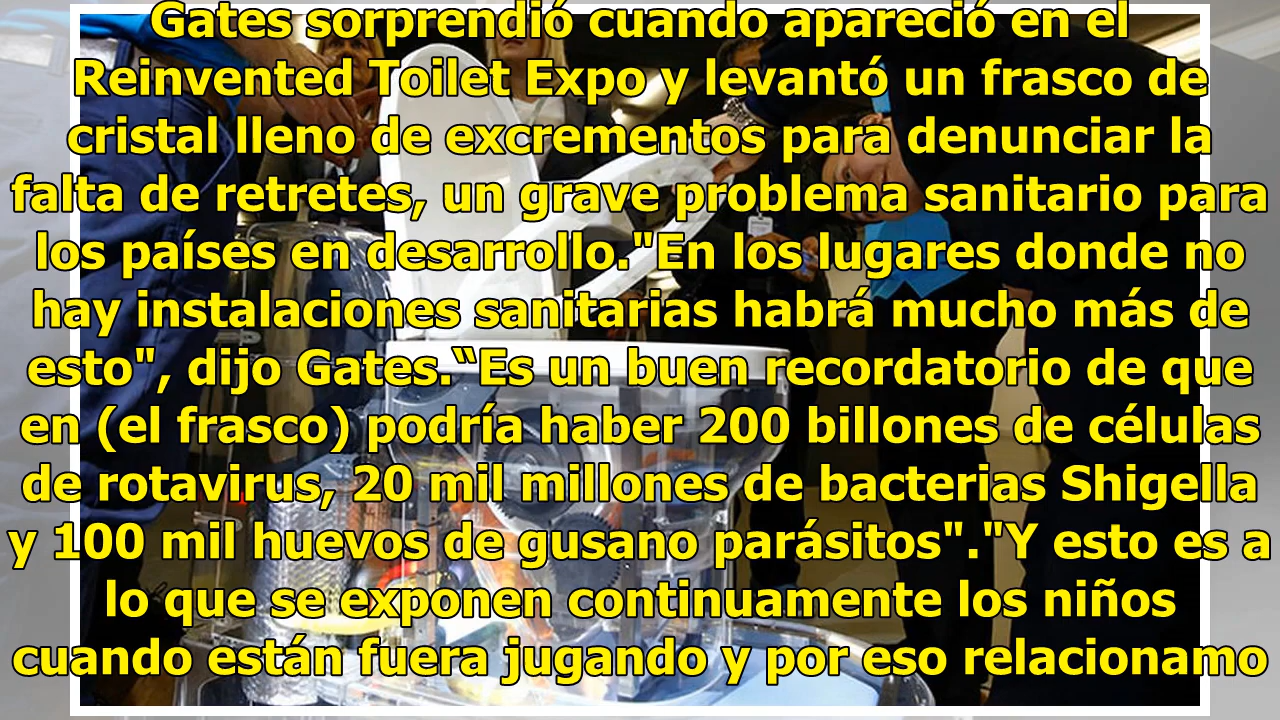 Gates sorprendió cuando apareció en el
Reinvented Toilet Expo y levantó un frasco de
cristal lleno de excrementos para denunciar la
falta de retretes, un grave problema sanitario para
los países en desarrollo."En los lugares donde no
hay instalaciones sanitarias habrá mucho más de
esto", dijo Gates.“Es un buen recordatorio de que
en (el frasco) podría haber 200 billones de células
de rotavirus, 20 mil millones de bacterias Shigella
y 100 mil huevos de gusano parásitos"."Y esto es a
lo que se exponen continuamente los niños
cuando están fuera jugando y por eso relacionamo